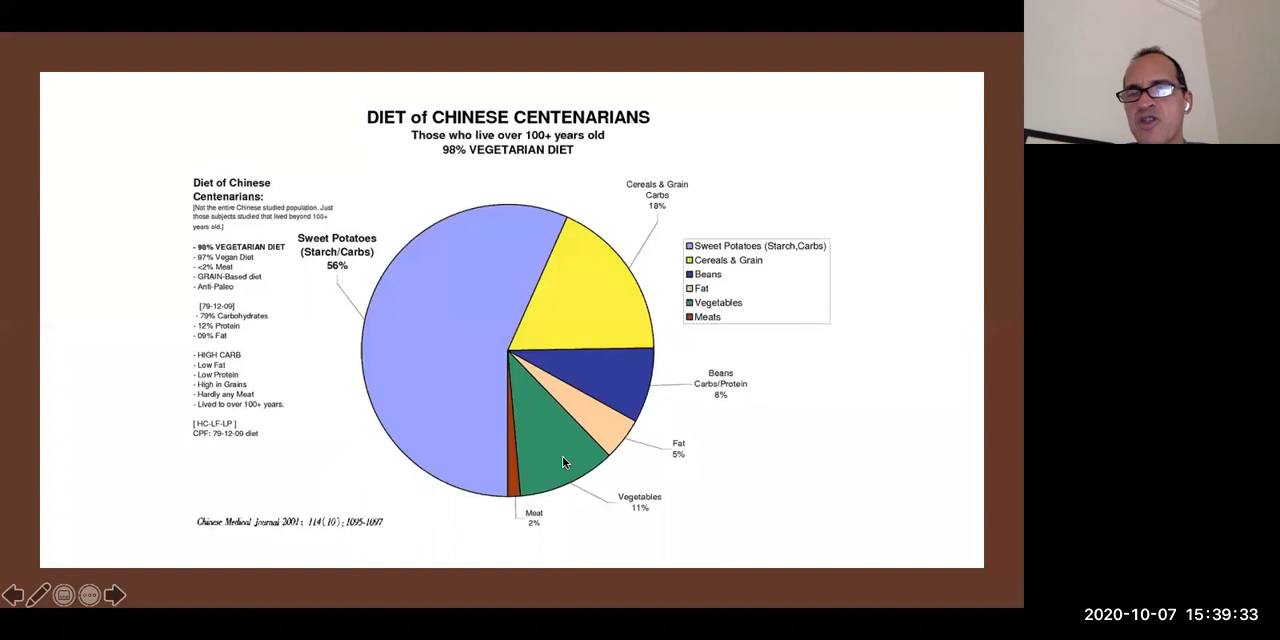 DIET of CHINESE CENTENARIANS
Those who live over 100+ years old
98% VEGETARIAN DIET
Diet of Chinese
Centenarians:
[Not the entire Chinese studied population. Just
those subjects studied that lived beyond 100+
years old.]
- 98% VEGETARIAN DIET
- 97% Vegan Diet
- <2% Meat
- GRAIN-Based diet
- Anti-Paleo
[79-12-09]
- 79% Carbohydrates
- 12% Protein
- 09% Fat
- HIGH CARB
- Low Fat
- Low Protein
- High in Grains
- Hardly any Meat
- Lived to over 100+ years.
[ HC-LF-LP ]
CPF: 79-12-09 diet
Sweet Potatoes
(Starch/Carbs)
56%
Cereals & Grain
Carbs
18%
Sweet Potatoes (Starch,Carbs)
Cereals & Grain
Beans
Fat
Vegetables
Meats
Beans
Carbs/Protein
8%
Fat
5%
Vegetables
11%
Meat
2%
Chinese Medical Journal 2001; 114(10):1095-1097
2020-10-07 15:39:33